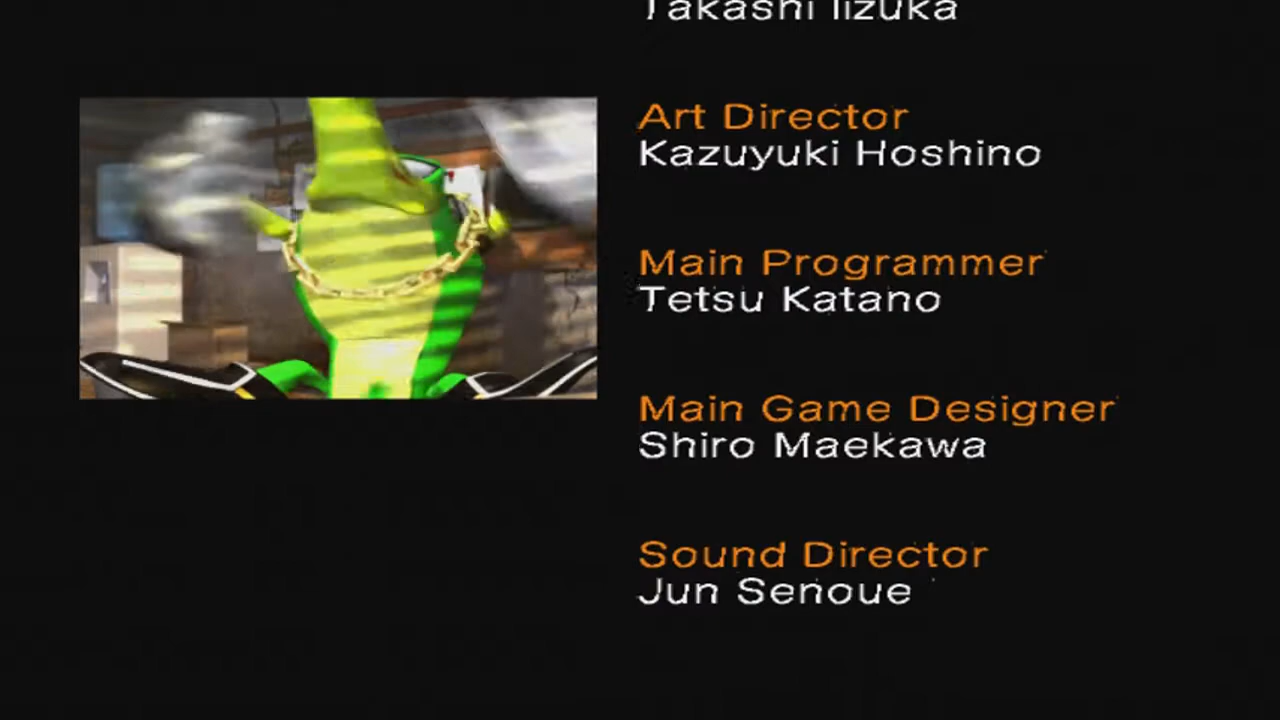 Takashi Iizuka
Art Director
Kazuyuki Hoshino
Main Programmer
Tetsu Katano
Main Game Designer
Shiro Maekawa
Sound Director
Jun Senoue